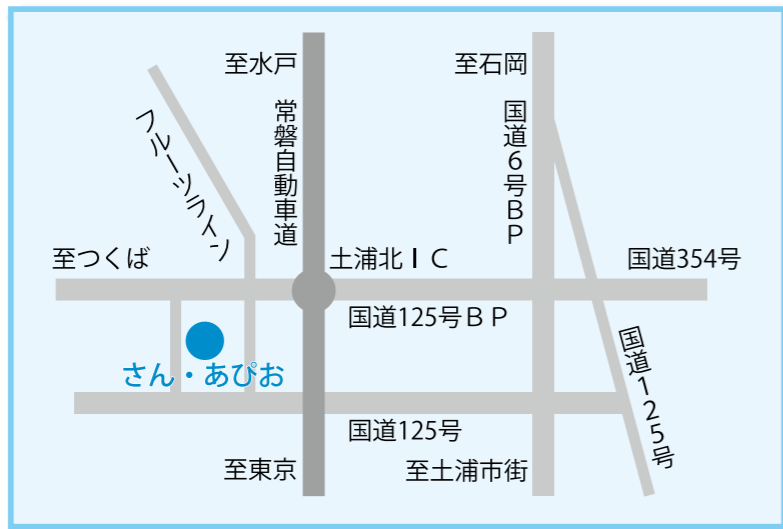 至水戸
至石岡
フルーツライン
常磐自動車道
国道6号BP
至つくば
土浦北IC
国道354号
国道125号BP
さん・あぴお
国道125号
国道125号
至東京
至土浦市街